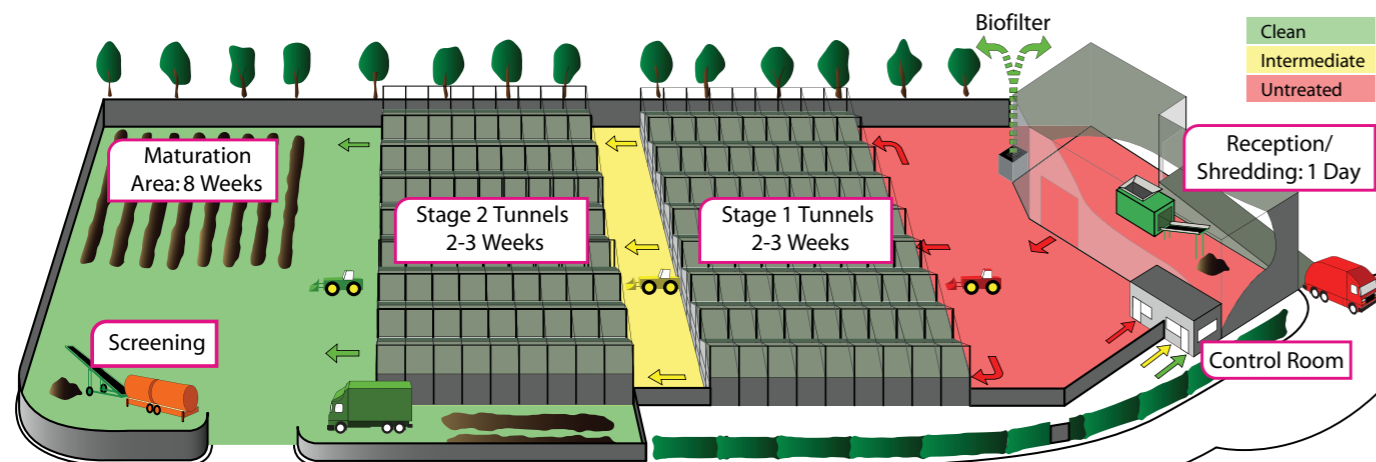 Biofilter
Clean
Intermediate
Untreated
Maturation
Area: 8 Weeks
Stage 2 Tunnels
2-3 Weeks
Stage 1 Tunnels
2-3 Weeks
Reception/
Shredding: 1 Day
Screening
Control Room